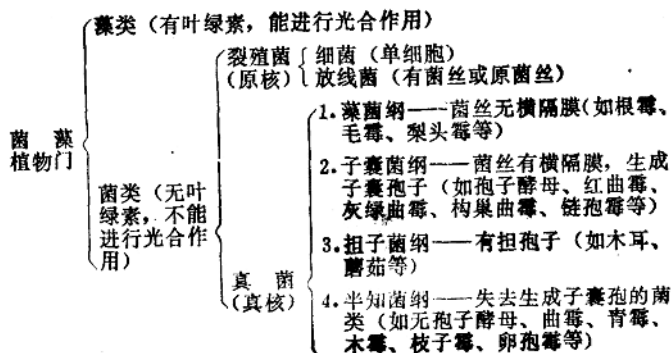 藻类（有叶绿素，能进行光合作用）
裂殖菌
（原核）
细菌（单细胞）
放线菌（有菌丝或原菌丝）
菌藻
植物门
菌类（无叶
绿素，不能
进行光合作
用）
真菌
（真核）
1.藻菌纲——菌丝无横隔膜（如根霉、
毛霉、梨头霉等）
2.子囊菌纲——菌丝有横隔膜，生成
子囊孢子（如孢子酵母、红曲霉、
灰绿曲霉、构巢曲霉、链孢霉等）
3.担子菌纲——有担孢子（如木耳、
蘑茹等）
4.半知菌纲——失去生成子囊孢的菌
类（如无孢子酵母、曲霉、青霉、
木霉、枝子霉、卵孢霉等）